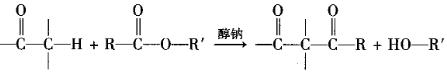 O O O O
—C—C—H + R—C—O—R′ 醇钠 —C—C—C—R + HO—R′